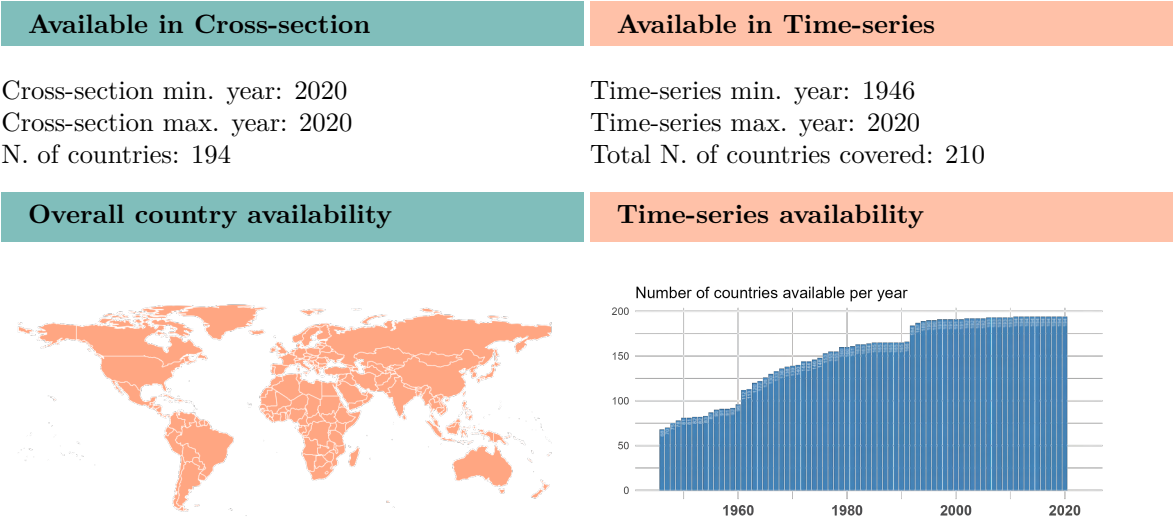 Available in Cross-section
Available in Time-series
Cross-section min. year: 2020
Cross-section max. year: 2020
N. of countries: 194
Time-series min. year: 1946
Time-series max. year: 2020
Total N. of countries covered: 210
Overall country availability
Time-series availability
Number of countries available per year
200
150
100
50
0
1960 1980 2000 2020